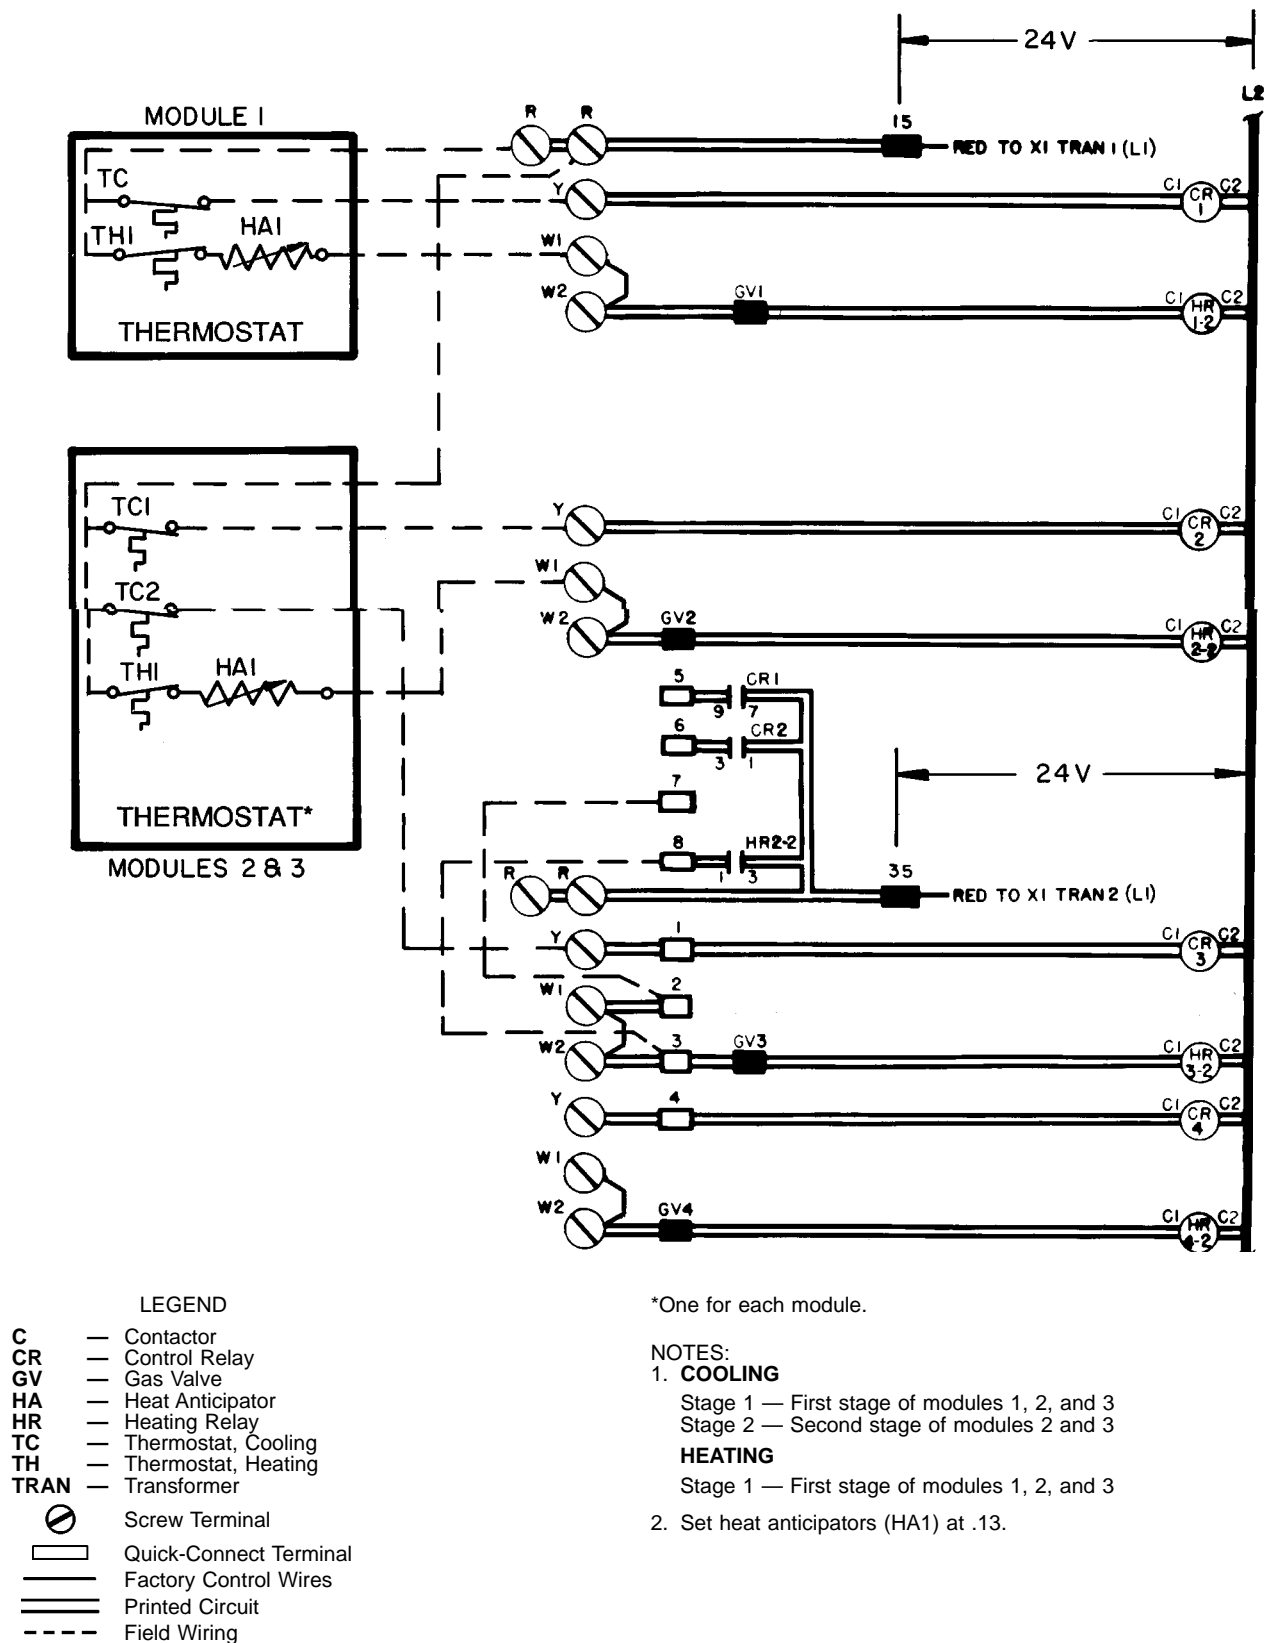 24V
L2
MODULE 1
R R 15
RED TO X1 TRAN 1 (L1)
TC
Y C1 CR 1 C2
TH1 HA1
W1
W2 GV1 C1 HR 1-2 C2
THERMOSTAT
TC1
Y C1 CR 2 C2
W1
TC2
W2 GV2 C1 HR 2-2 C2
TH1 HA1
5 9 CR1 7
6 3 CR2 1
24V
7
THERMOSTAT*
8 1 HR2-2 3
MODULES 2 & 3
R R 35
RED TO X1 TRAN 2 (L1)
Y 1 C1 CR 3 C2
W1 2
W2 3 GV3 C1 HR 3-2 C2
Y 4 C1 CR 4 C2
W1
W2 GV4 C1 HR 4-2 C2
LEGEND
C — Contactor
CR — Control Relay
GV — Gas Valve
HA — Heat Anticipator
HR — Heating Relay
TC — Thermostat, Cooling
TH — Thermostat, Heating
TRAN — Transformer
Screw Terminal
Quick-Connect Terminal
Factory Control Wires
Printed Circuit
Field Wiring
*One for each module.
NOTES:
1. COOLING
Stage 1 — First stage of modules 1, 2, and 3
Stage 2 — Second stage of modules 2 and 3
HEATING
Stage 1 — First stage of modules 1, 2, and 3
2. Set heat anticipators (HA1) at .13.